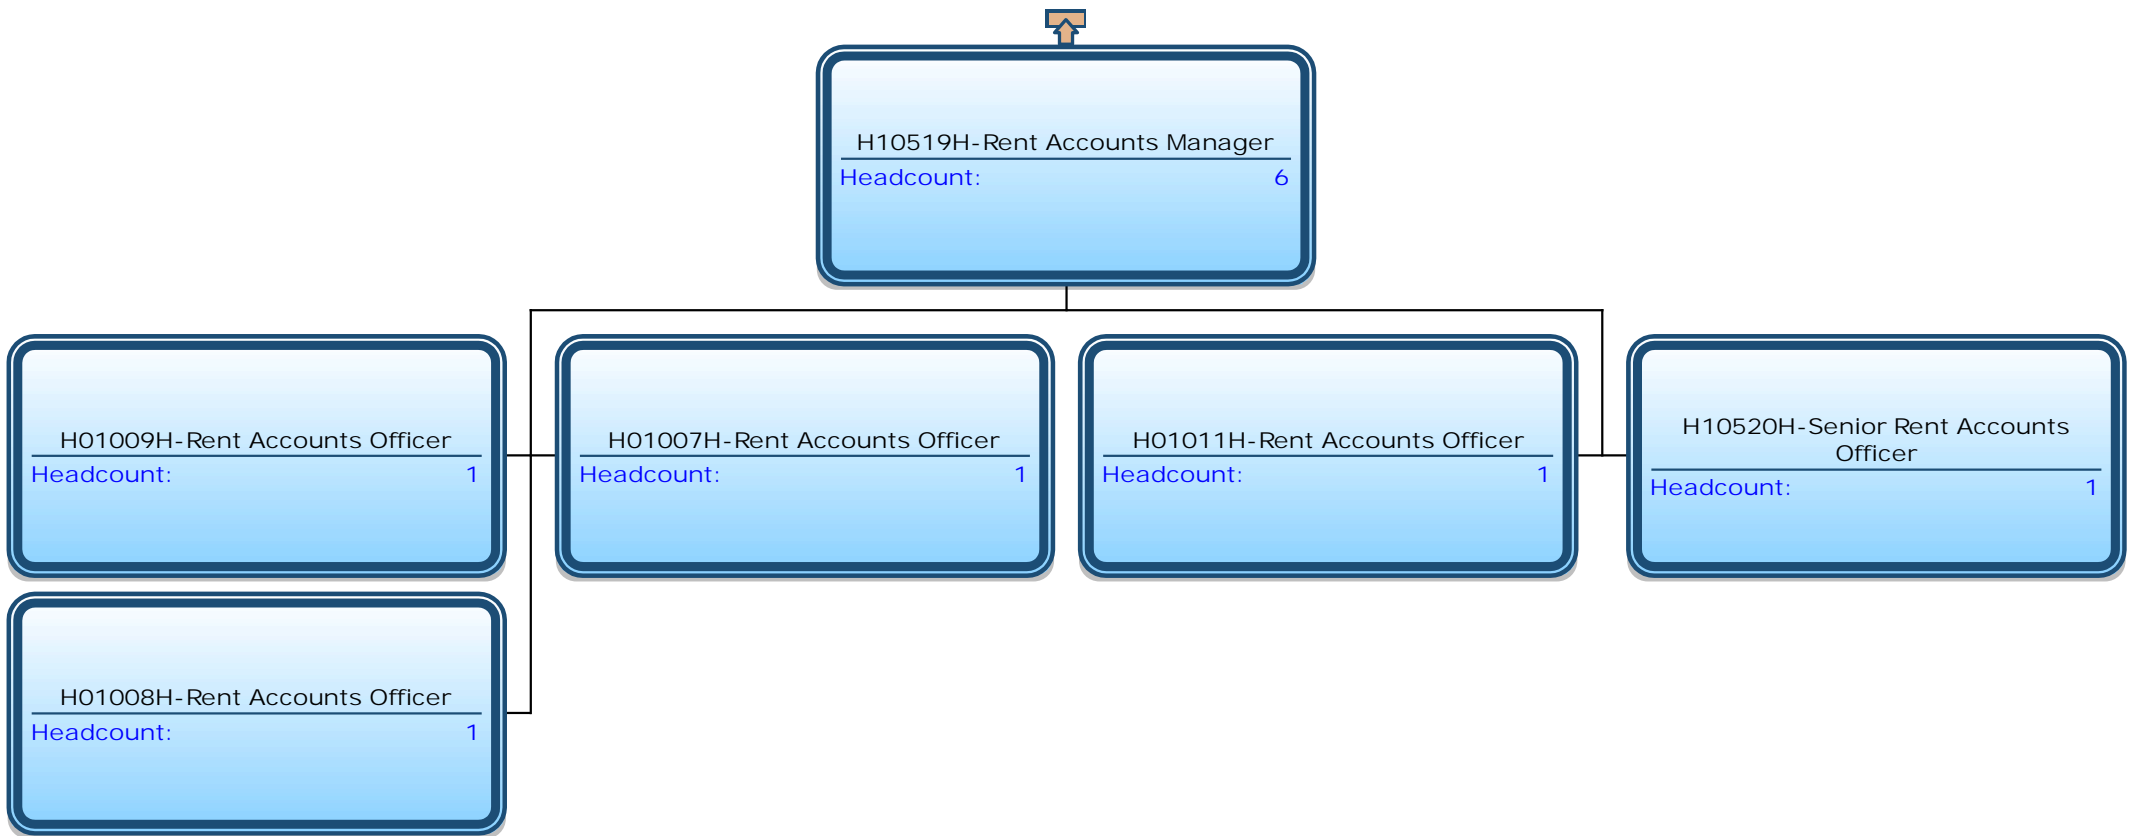 H10519H-Rent Accounts Manager
Headcount: 6
H01009H-Rent Accounts Officer
Headcount: 1
H01007H-Rent Accounts Officer
Headcount: 1
H01011H-Rent Accounts Officer
Headcount: 1
H10520H-Senior Rent Accounts
Officer
Headcount: 1
H01008H-Rent Accounts Officer
Headcount: 1